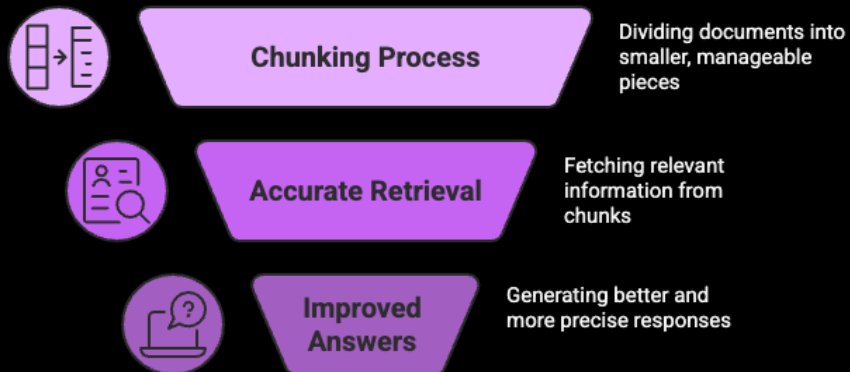 Chunking Process
Dividing documents into
smaller, manageable
pieces
Accurate Retrieval
Fetching relevant
information from
chunks
Improved
Answers
Generating better and
more precise responses
?